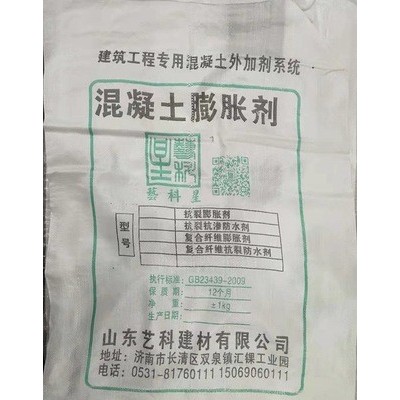 建筑工程专用混凝土外加剂系统
混凝土膨胀剂
艺科星
藝科星
型号
抗裂膨胀剂
抗裂抗渗防水剂
复合纤维膨胀剂
复合纤维抗裂防水剂
执行标准：GB23439-2009
保质期：12个月
净重：±1kg
生产日期：
山东艺科建材有限公司
地址：济南市长清区双泉镇汇锞工业园
电话：0531-81760111 15069060111